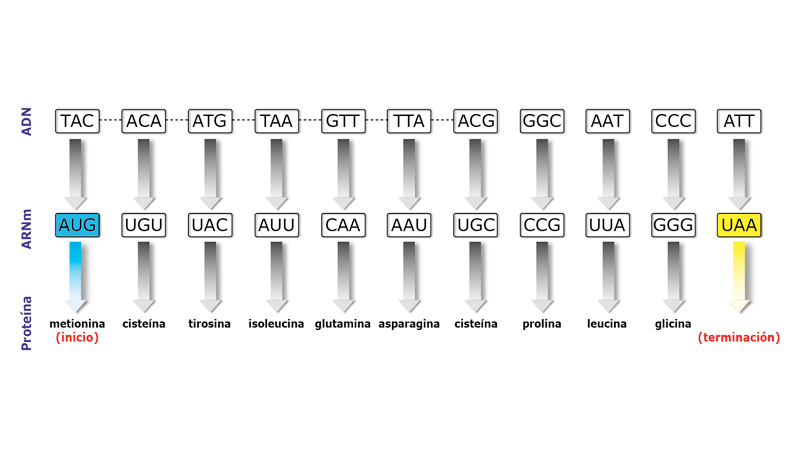 ADN
TAC ACA ATG TAA GTT TTA ACG GGC AAT CCC ATT
ARNm
AUG UGU UAC AUU CAA AAU UGC CCG UUA GGG UAA
Proteína
metionina cisteína tirosina isoleucina glutamina asparagina cisteína prolina leucina glicina
(inicio) (terminación)